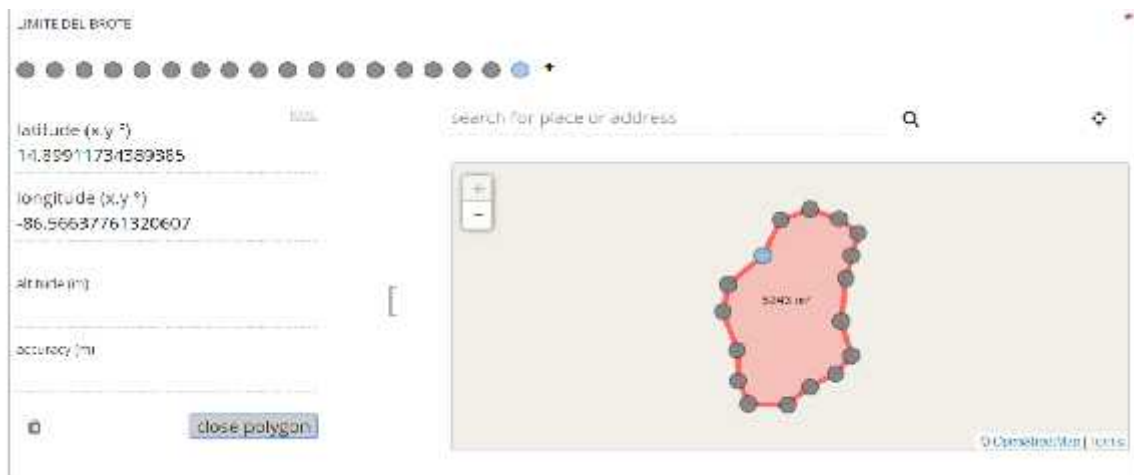 LIMITE DEL BROTE
latitude (x.y °)
14.89911734389385
longitude (x.y °)
-86.56637761320607
altitude (m)
accuracy (m)
close polygon
search for place or address
+
-
5243 m²
© OpenStreetMap | Terms